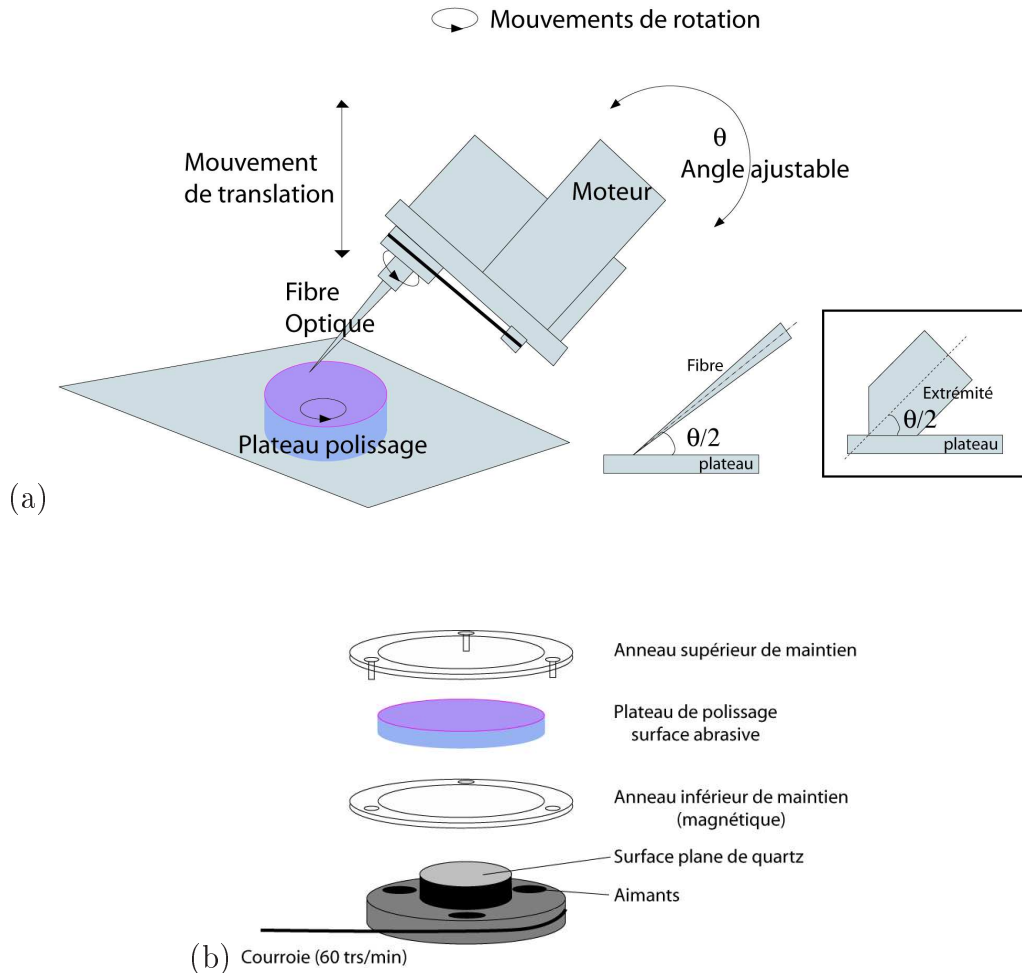 Mouvements de rotation
Mouvement
de translation
θ
Angle ajustable
Moteur
Fibre
Optique
Plateau polissage
Fibre
θ/2
plateau
Extrémité
θ/2
plateau
(a)
Anneau supérieur de maintien
Plateau de polissage
surface abrasive
Anneau inférieur de maintien
(magnétique)
Surface plane de quartz
Aimants
(b) Courroie (60 trs/min)